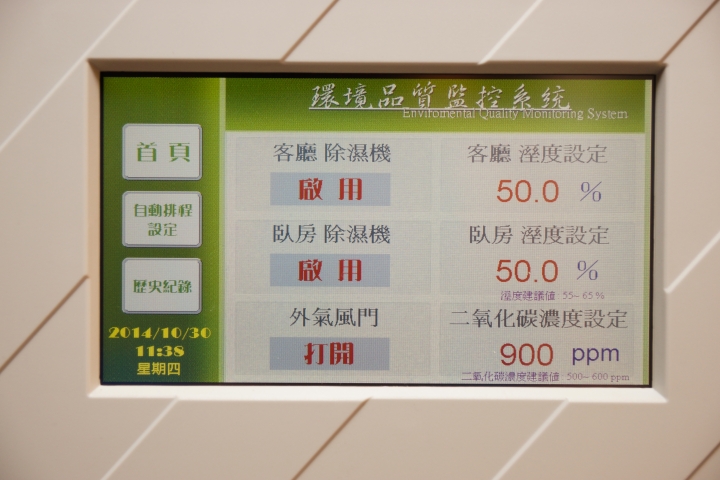 環境品質監控系統
Enviromental Quality Monitoring System
首頁
自動排程
設定
歷史紀錄
2014/10/30
11:38
星期四
客廳 除濕機
啟用
客廳 溼度設定
50.0 %
臥房 除濕機
啟用
臥房 溼度設定
50.0 %
溼度建議值 55~65 %
外氣風門
打開
二氧化碳濃度設定
900 ppm
二氧化碳濃度建議值 500~600 ppm